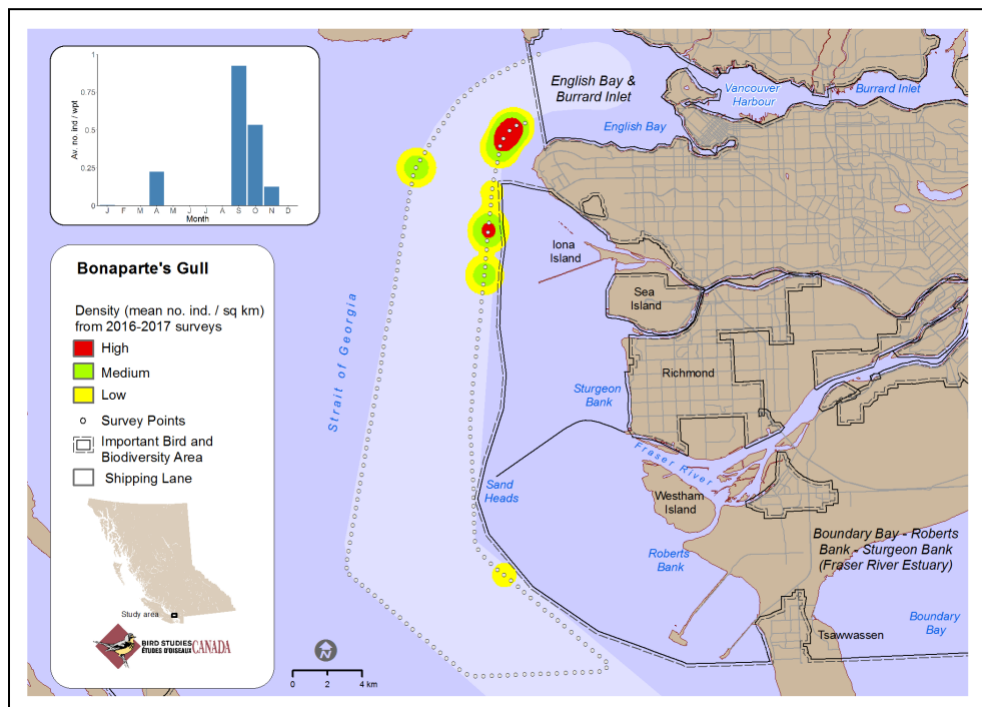 1
0.75
0.5
0.25
0
Av. no. ind / vpt
J F M A M J J A S O N D
Month
Bonaparte's Gull
Density (mean no. ind. / sq km)
from 2016-2017 surveys
High
Medium
Low
Survey Points
Important Bird and
Biodiversity Area
Shipping Lane
Study area
BIRD STUDIES
ÉTUDES D'OISEAUX
CANADA
N
0 2 4 km
Strait of Georgia
English Bay &
Burrard Inlet
English Bay
Vancouver
Harbour
Burrard Inlet
Iona
Island
Sea
Island
Richmond
Sturgeon
Bank
Fraser River
Sand
Heads
Westham
Island
Roberts
Bank
Boundary Bay - Roberts
Bank - Sturgeon Bank
(Fraser River Estuary)
Boundary
Bay
Tsawwassen